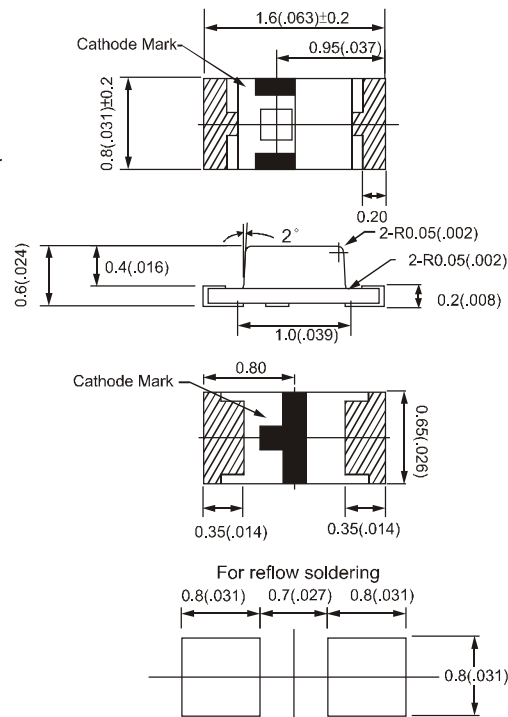 1.6(.063)±0.2
Cathode Mark
0.95(.037)
0.8(.031)±0.2
0.20
2°
2-R0.05(.002)
0.6(.024)
0.4(.016)
2-R0.05(.002)
0.2(.008)
1.0(.039)
0.80
Cathode Mark
0.65(.026)
0.35(.014)
0.35(.014)
For reflow soldering
0.8(.031) 0.7(.027) 0.8(.031)
0.8(.031)